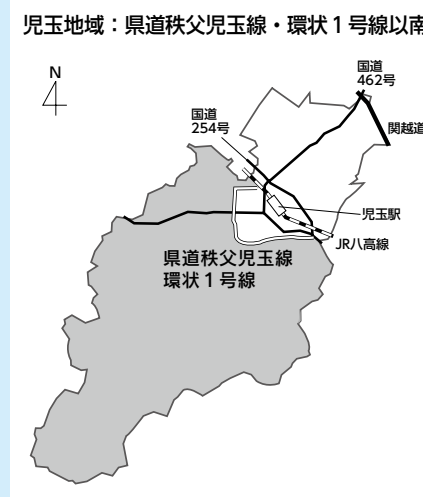 児玉地域：県道秩父児玉線・環状１号線以南
N
国道
462号
国道
254号
関越道
児玉駅
JR八高線
県道秩父児玉線
環状１号線